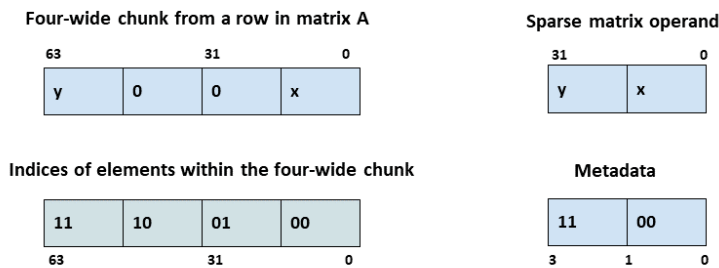 Four-wide chunk from a row in matrix A
63 31 0
y 0 0 x
Sparse matrix operand
31 0
y x
Indices of elements within the four-wide chunk
11 10 01 00
63 31 0
Metadata
11 00
3 1 0